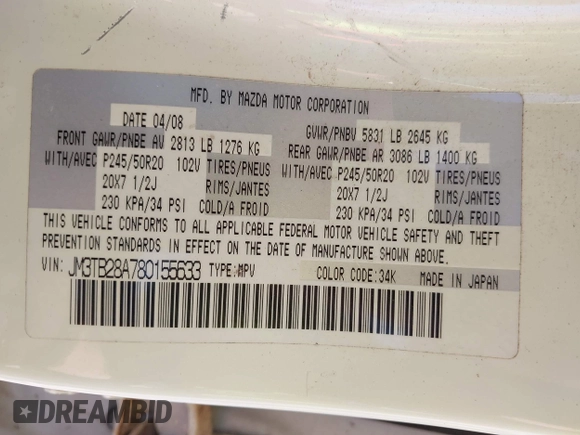 MFD. BY MAZDA MOTOR CORPORATION
DATE 04/08 GVWR/PNBV 5831 LB 2645 KG
FRONT GAWR/PNBE AV 2813 LB 1276 KG REAR GAWR/PNBE AR 3086 LB 1400 KG
WITH/AVEC P245/50R20 102V TIRES/PNEUS WITH/AVEC P245/50R20 102V TIRES/PNEUS
20X7 1/2J RIMS/JANTES 20X7 1/2J RIMS/JANTES
230 KPA/34 PSI COLD/A FROID 230 KPA/34 PSI COLD/A FROID
THIS VEHICLE CONFORMS TO ALL APPLICABLE FEDERAL MOTOR VEHICLE SAFETY AND THEFT
PREVENTION STANDARDS IN EFFECT ON THE DATE OF MANUFACTURE SHOWN ABOVE.
VIN: JM3TB28A780155633 TYPE:MPV COLOR CODE:34K MADE IN JAPAN
DREAMBID